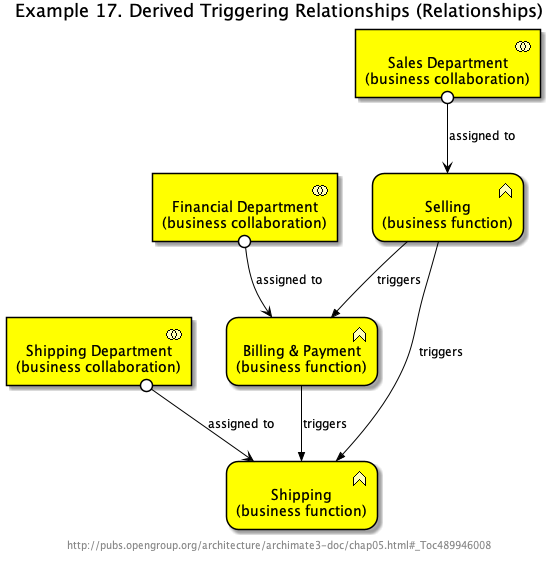 Example 17. Derived Triggering Relationships (Relationships)
Sales Department
(business collaboration)
assigned to
Financial Department
(business collaboration)
Selling
(business function)
assigned to
triggers
Shipping Department
(business collaboration)
Billing & Payment
(business function)
triggers
assigned to
triggers
Shipping
(business function)
http://pubs.opengroup.org/architecture/archimate3-doc/chap05.html#_Toc489946008